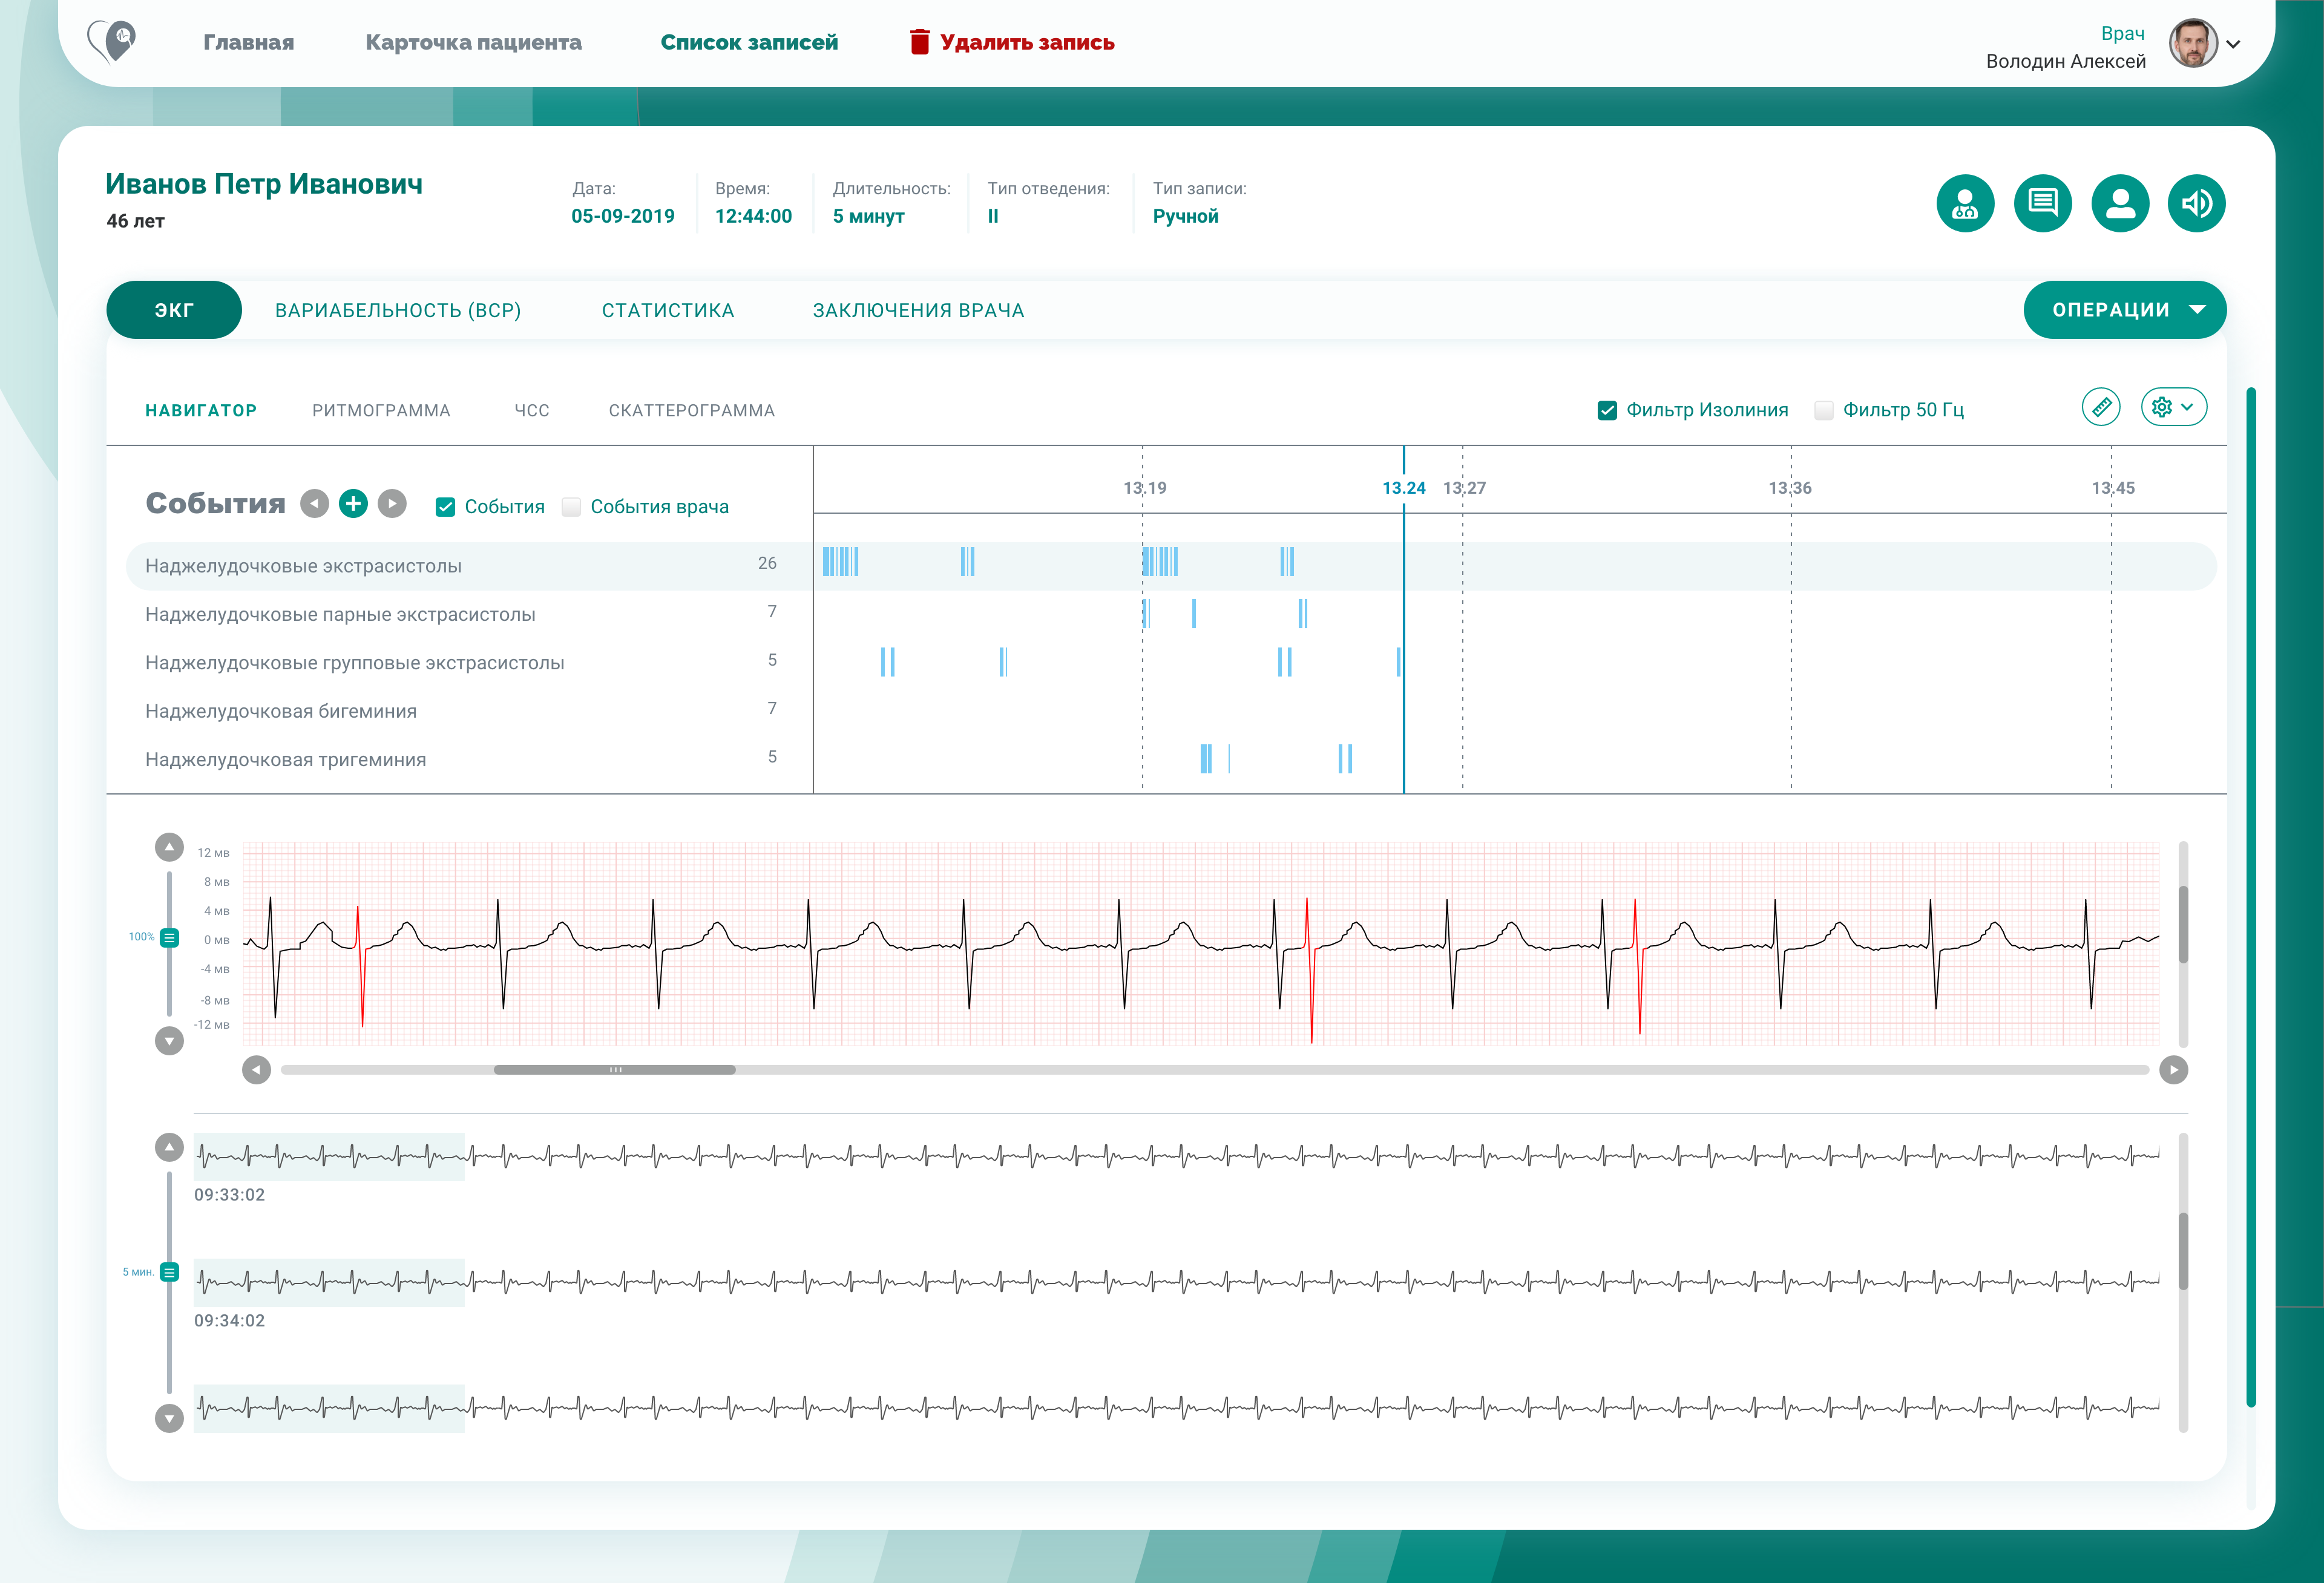 Главная
Карточка пациента
Список записей
Удалить запись
Врач
Володин Алексей
Иванов Петр Иванович
46 лет
Дата:
05-09-2019
Время:
12:44:00
Длительность:
5 минут
Тип отведения:
II
Тип записи:
Ручной
ЭКГ
ВАРИАБЕЛЬНОСТЬ (ВСР)
СТАТИСТИКА
ЗАКЛЮЧЕНИЯ ВРАЧА
ОПЕРАЦИИ
НАВИГАТОР
РИТМОГРАММА
ЧСС
СКАТТЕРОГРАММА
Фильтр Изолиния
Фильтр 50 Гц
События
События
События врача
13.19
13.24
13.27
13.36
13.45
Наджелудочковые экстрасистолы 26
Наджелудочковые парные экстрасистолы 7
Наджелудочковые групповые экстрасистолы 5
Наджелудочковая бигеминия 7
Наджелудочковая тригеминия 5
12 мв
8 мв
4 мв
100%
0 мв
-4 мв
-8 мв
-12 мв
09:33:02
5 мин.
09:34:02